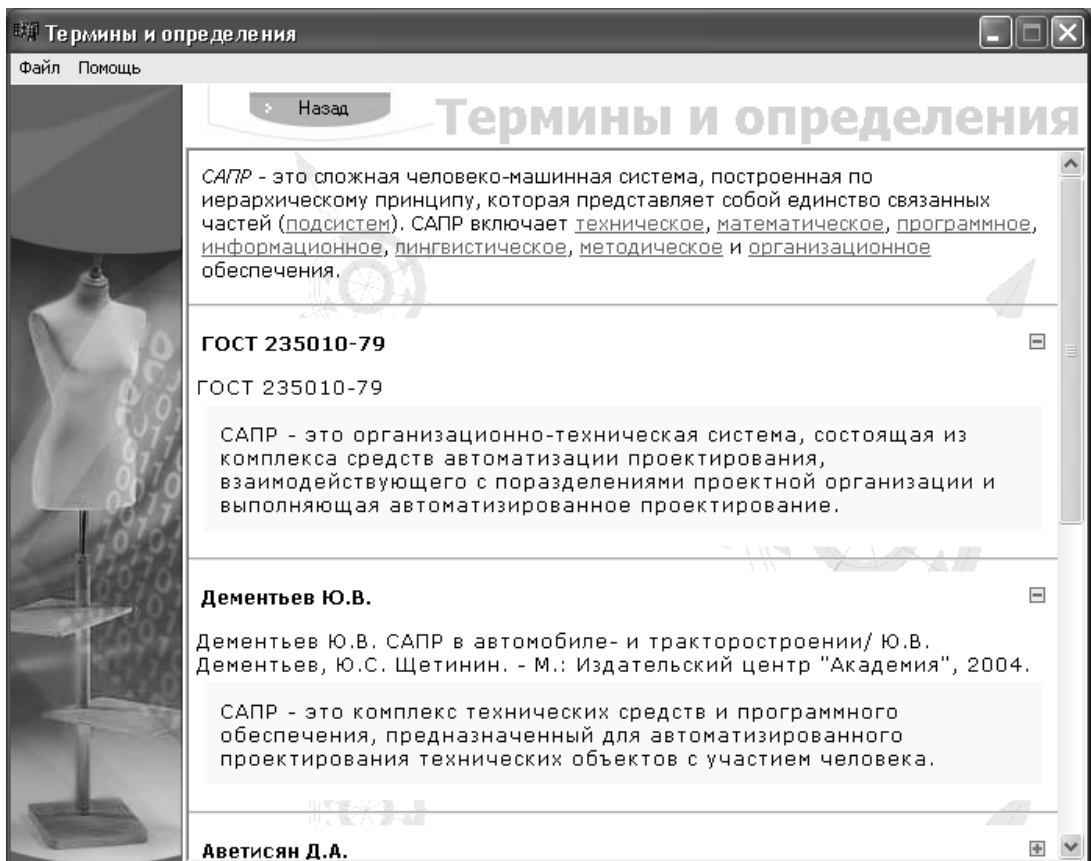 Термины и определения
Файл Помощь
Назад
Термины и определения
САПР - это сложная человеко-машинная система, построенная по
иерархическому принципу, которая представляет собой единство связанных
частей (подсистем). САПР включает техническое, математическое, программное,
информационное, лингвистическое, методическое и организационное
обеспечения.
ГОСТ 235010-79
ГОСТ 235010-79
САПР - это организационно-техническая система, состоящая из
комплекса средств автоматизации проектирования,
взаимодействующего с поразделениями проектной организации и
выполняющая автоматизированное проектирование.
Дементьев Ю.В.
Дементьев Ю.В. САПР в автомобиле- и тракторостроении/ Ю.В.
Дементьев, Ю.С. Щетинин. - М.: Издательский центр "Академия", 2004.
САПР - это комплекс технических средств и программного
обеспечения, предназначенный для автоматизированного
проектирования технических объектов с участием человека.
Аветисян Д.А.